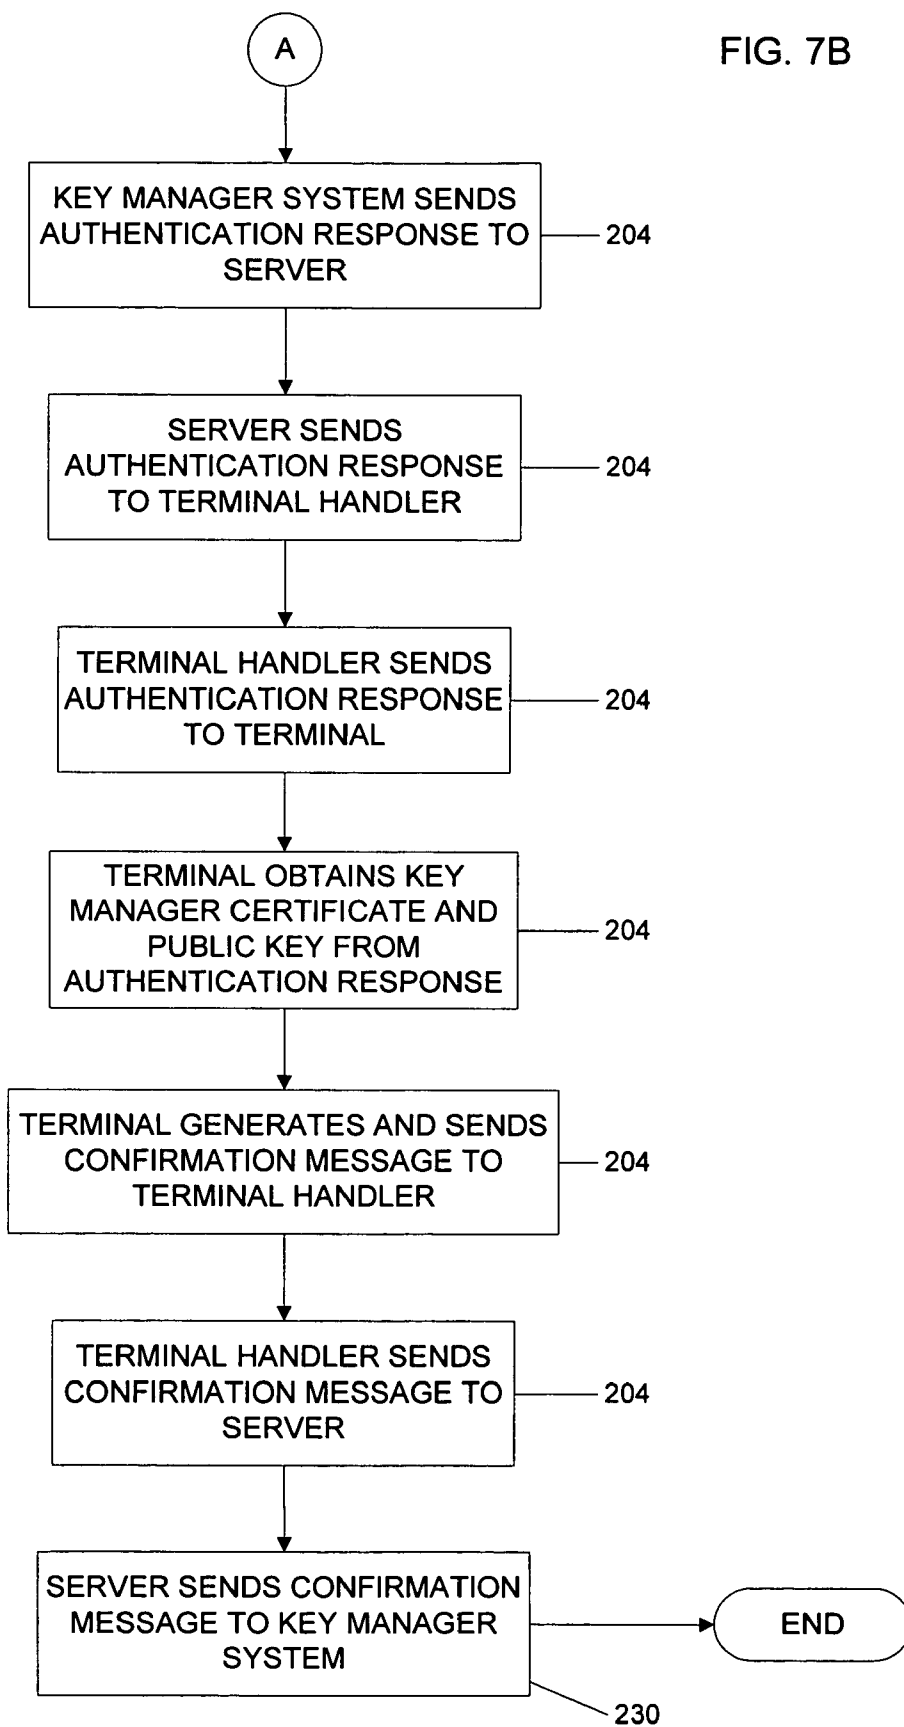 A
FIG. 7B
KEY MANAGER SYSTEM SENDS
AUTHENTICATION RESPONSE TO
SERVER
204
SERVER SENDS
AUTHENTICATION RESPONSE
TO TERMINAL HANDLER
204
TERMINAL HANDLER SENDS
AUTHENTICATION RESPONSE
TO TERMINAL
204
TERMINAL OBTAINS KEY
MANAGER CERTIFICATE AND
PUBLIC KEY FROM
AUTHENTICATION RESPONSE
204
TERMINAL GENERATES AND SENDS
CONFIRMATION MESSAGE TO
TERMINAL HANDLER
204
TERMINAL HANDLER SENDS
CONFIRMATION MESSAGE TO
SERVER
204
SERVER SENDS CONFIRMATION
MESSAGE TO KEY MANAGER
SYSTEM
END
230